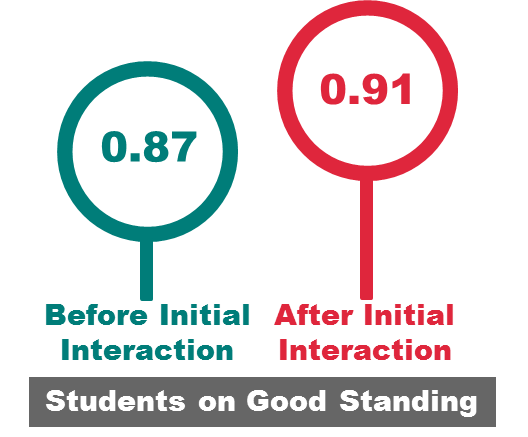 0.87
0.91
Before Initial
Interaction
After Initial
Interaction
Students on Good Standing